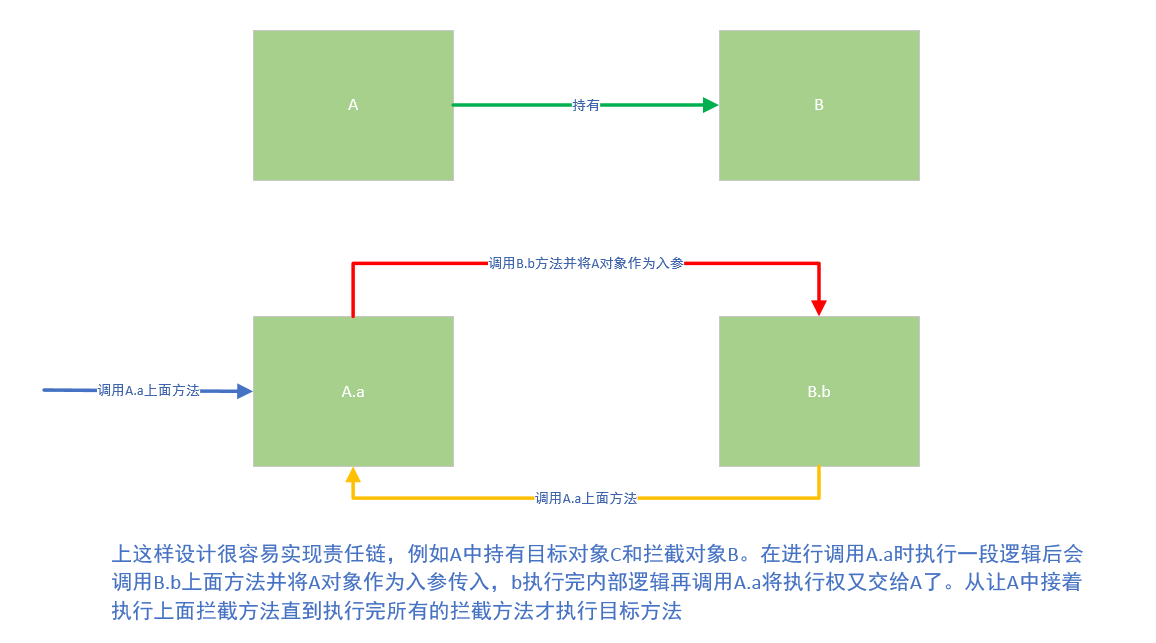 A
持有
B
调用B.b方法并将A对象作为入参
调用A.a上面方法
A.a
B.b
调用A.a上面方法
上这样设计很容易实现责任链，例如A中持有目标对象C和拦截对象B。在进行调用A.a时执行一段逻辑后会
调用B.b上面方法并将A对象作为入参传入，b执行完内部逻辑再调用A.a将执行权又交给A了。从让A中接着
执行上面拦截方法直到执行完所有的拦截方法才执行目标方法